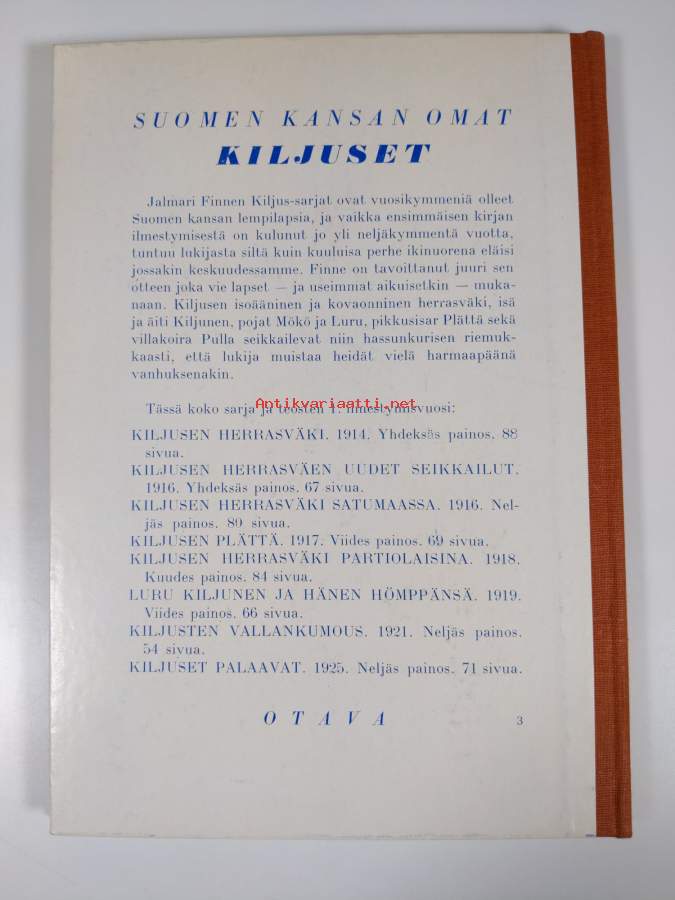 SUOMEN KANSAN OMAT
KILJUSET
Jalmari Finnen Kiljus-sarjat ovat vuosikymmeniä olleet
Suomen kansan lempilapsia, ja vaikka ensimmäisen kirjan
ilmestymisestä on kulunut jo yli neljäkymmentä vuotta,
tuntuu lukijasta siltä kuin kuuluisa perhe ikinuorena eläisi
jossakin keskuudessamme. Finne on tavoittanut juuri sen
otteen joka vie lapset — ja useimmat aikuisetkin — muka-
naan. Kiljusen isoääninen ja kovaonninen herrasväki, isä
ja äiti Kiljunen, pojat Mökö ja Luru, pikkusisar Plättä sekä
villakoira Pulla seikkailevat niin hassunkurisen riemuk-
kaasti, että lukija muistaa heidät vielä harmaapäänä
vanhuksenakin.
Antikvariaatti.net
Tässä koko sarja ja teosten 1. ilmestymisvuosi:
KILJUSEN HERRASVÄKI. 1914. Yhdeksäs painos. 88
sivua.
KILJUSEN HERRASVÄEN UUDET SEIKKAILUT.
1916. Yhdeksäs painos. 67 sivua.
KILJUSEN HERRASVÄKI SATUMAASSA. 1916. Nel-
jäs painos. 80 sivua.
KILJUSEN PLÄTTÄ. 1917. Viides painos. 69 sivua.
KILJUSEN HERRASVÄKI PARTIOLAISINA. 1918.
Kuudes painos. 84 sivua.
LURU KILJUNEN JA HÄNEN HÖMPPÄNSÄ. 1919.
Viides painos. 66 sivua.
KILJUSTEN VALLANKUMOUS. 1921. Neljäs painos.
54 sivua.
KILJUSET PALAAVAT. 1925. Neljäs painos. 71 sivua.
OTAVA
3